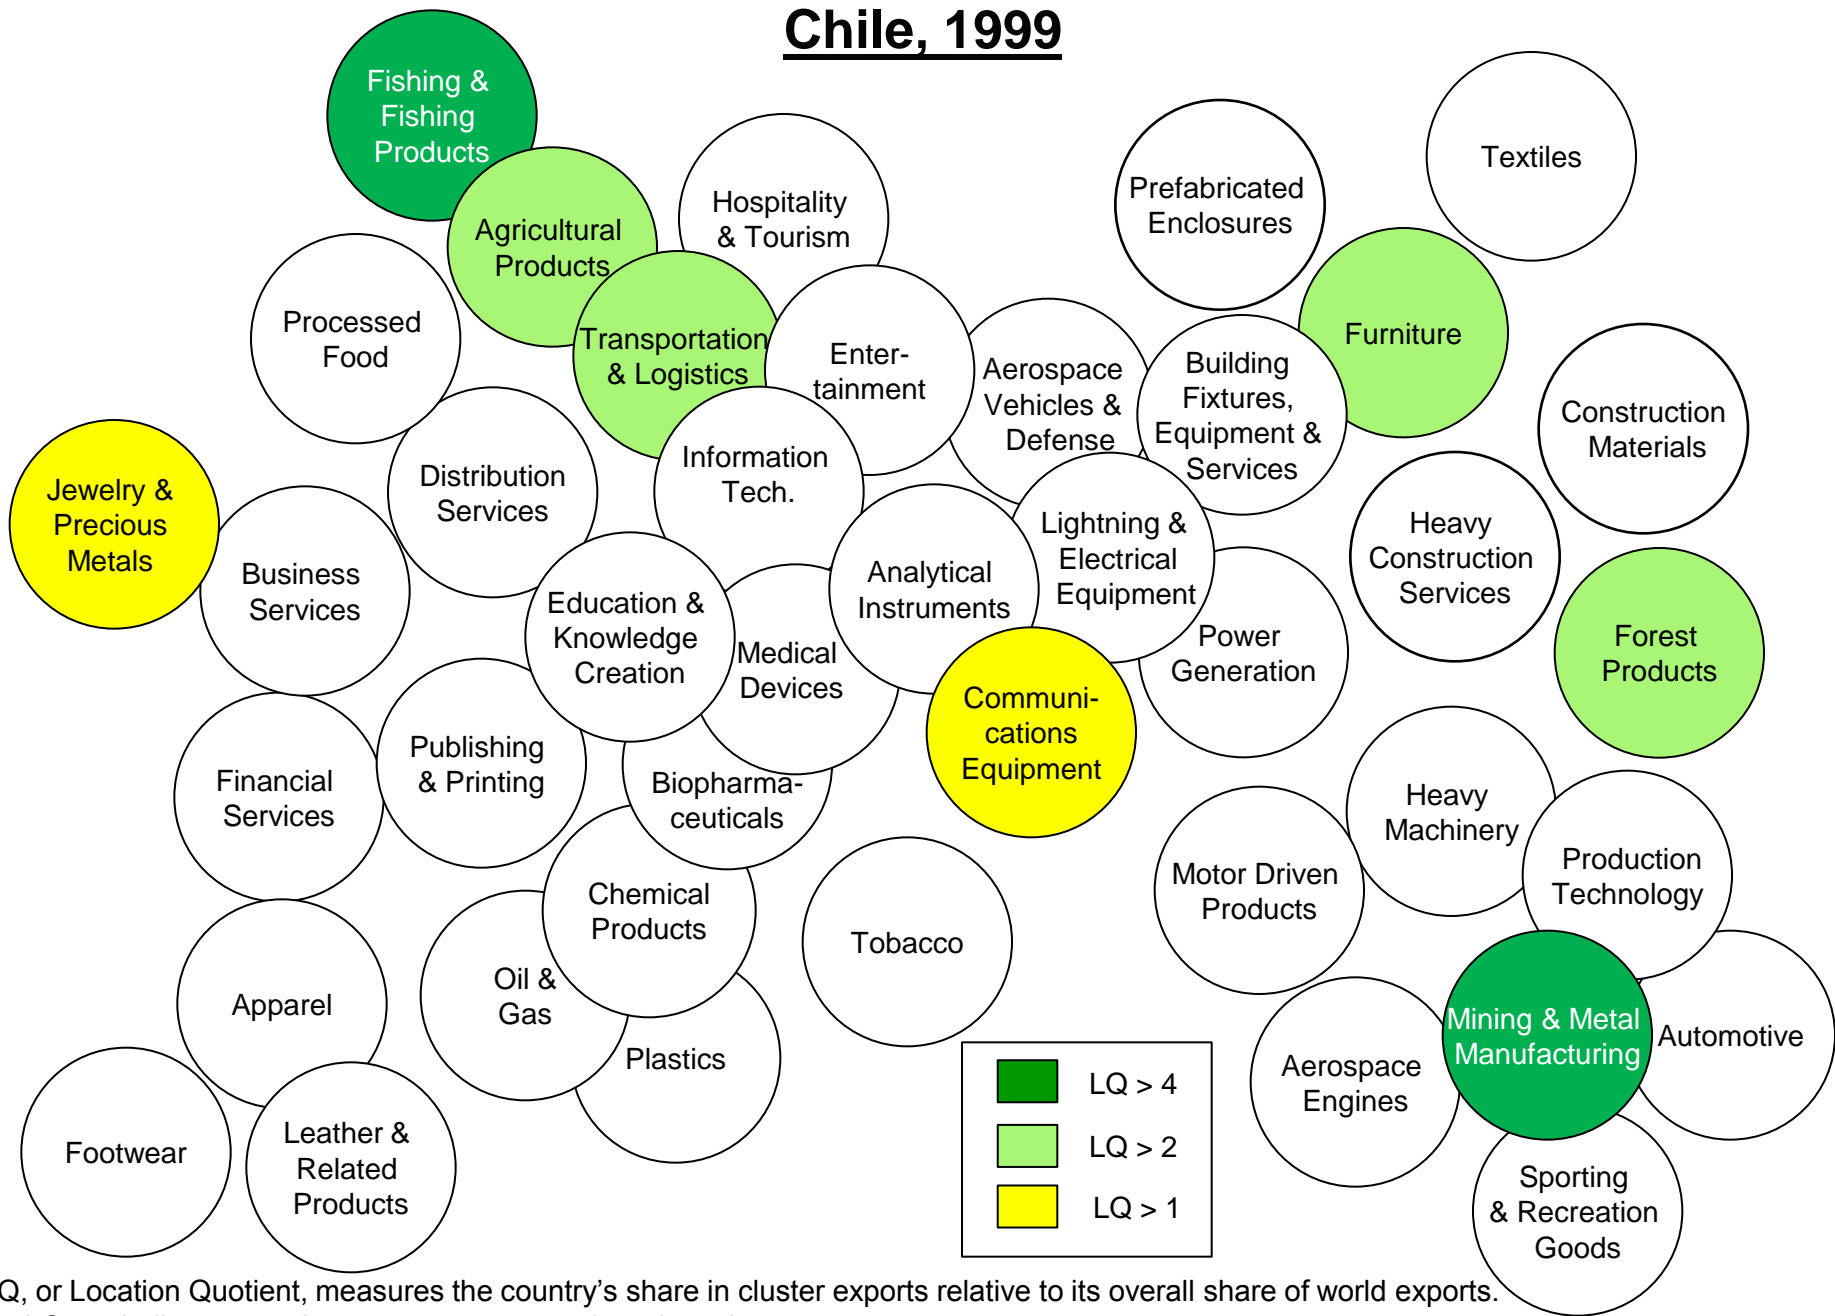 Chile, 1999
Fishing &
Fishing
Products
Agricultural
Products
Hospitality
& Tourism
Prefabricated
Enclosures
Textiles
Processed
Food
Transportation
& Logistics
Enter-
tainment
Aerospace
Vehicles &
Defense
Building
Fixtures,
Equipment &
Services
Furniture
Construction
Materials
Jewelry &
Precious
Metals
Distribution
Services
Information
Tech.
Business
Services
Education &
Knowledge
Creation
Medical
Devices
Analytical
Instruments
Lightning &
Electrical
Equipment
Heavy
Construction
Services
Power
Generation
Forest
Products
Communi-
cations
Equipment
Financial
Services
Publishing
& Printing
Biopharma-
ceuticals
Heavy
Machinery
Chemical
Products
Motor Driven
Products
Production
Technology
Tobacco
Apparel
Oil &
Gas
Plastics
Mining & Metal
Manufacturing
Automotive
Aerospace
Engines
Footwear
Leather &
Related
Products
Sporting
& Recreation
Goods
LQ > 4
LQ > 2
LQ > 1
Q, or Location Quotient, measures the country's share in cluster exports relative to its overall share of world exports.